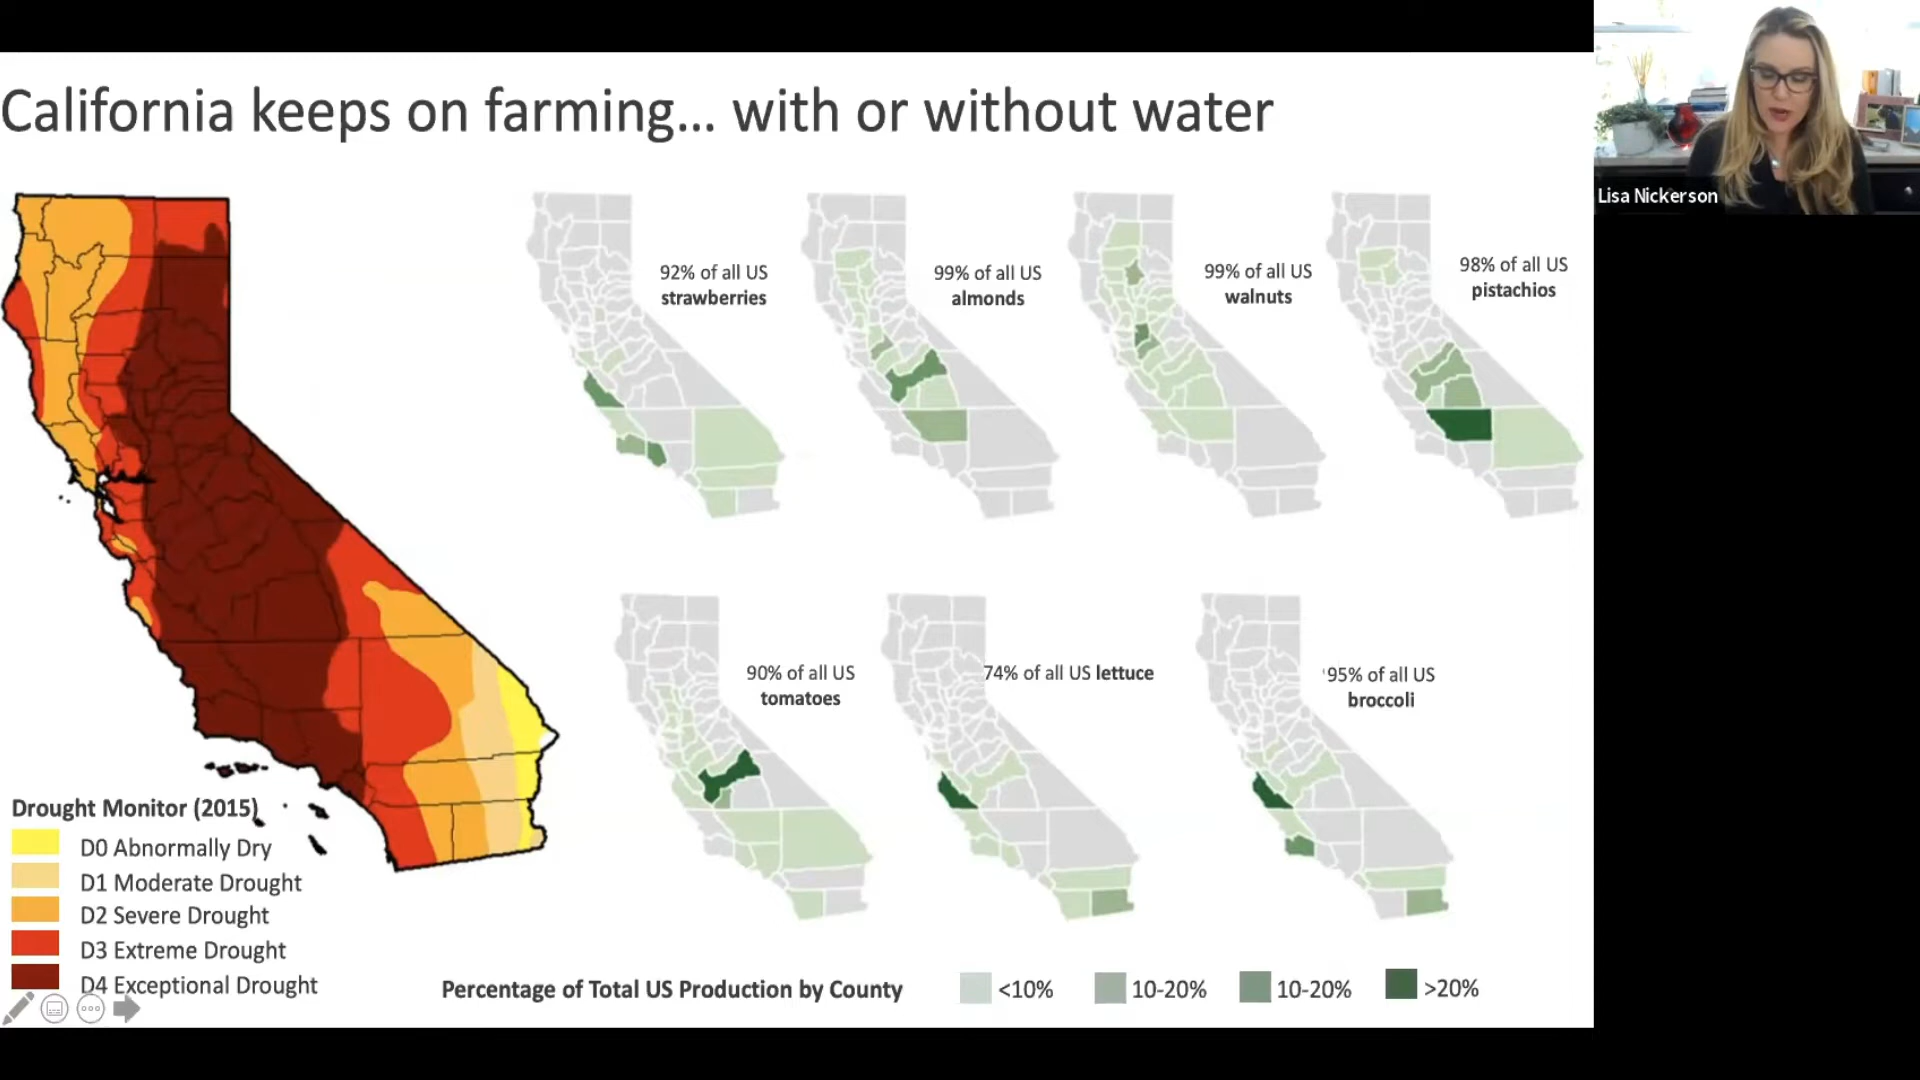 California keeps on farming... with or without water
Lisa Nickerson
92% of all US
strawberries
99% of all US
almonds
99% of all US
walnuts
98% of all US
pistachios
90% of all US
tomatoes
74% of all US lettuce
95% of all US
broccoli
Drought Monitor (2015)
D0 Abnormally Dry
D1 Moderate Drought
D2 Severe Drought
D3 Extreme Drought
D4 Exceptional Drought
Percentage of Total US Production by County
<10%
10-20%
10-20%
>20%